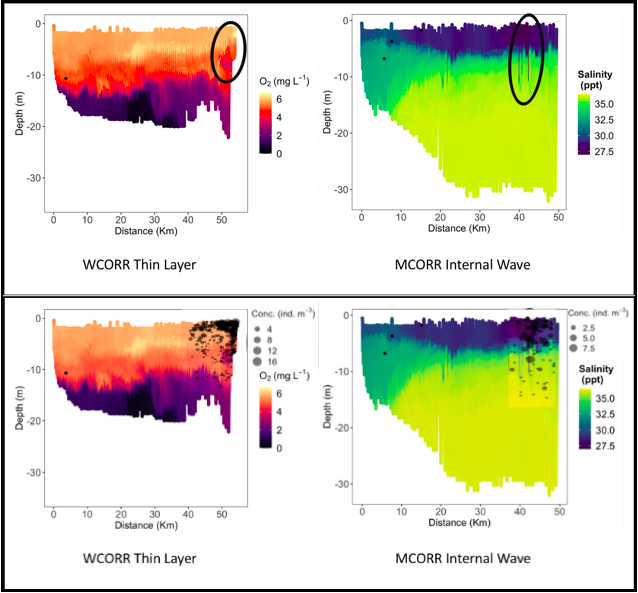 0
-10
-20
-30
Depth (m)
0 10 20 30 40 50
Distance (Km)
O₂ (mg L⁻¹)
6
4
2
0
WCORR Thin Layer
0
-10
-20
-30
Depth (m)
0 10 20 30 40 50
Distance (Km)
Salinity
(ppt)
35.0
32.5
30.0
27.5
MCORR Internal Wave
0
-10
-20
-30
Depth (m)
0 10 20 30 40 50
Distance (Km)
Conc. (ind. m⁻³)
4
8
12
16
O₂ (mg L⁻¹)
6
4
2
0
WCORR Thin Layer
0
-10
-20
-30
Depth (m)
0 10 20 30 40 50
Distance (Km)
Conc. (ind. m⁻³)
2.5
5.0
7.5
Salinity
(ppt)
35.0
32.5
30.0
27.5
MCORR Internal Wave